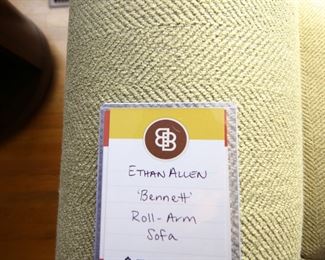 ETHAN ALLEN
'Bennett'
Roll-Arm
Sofa